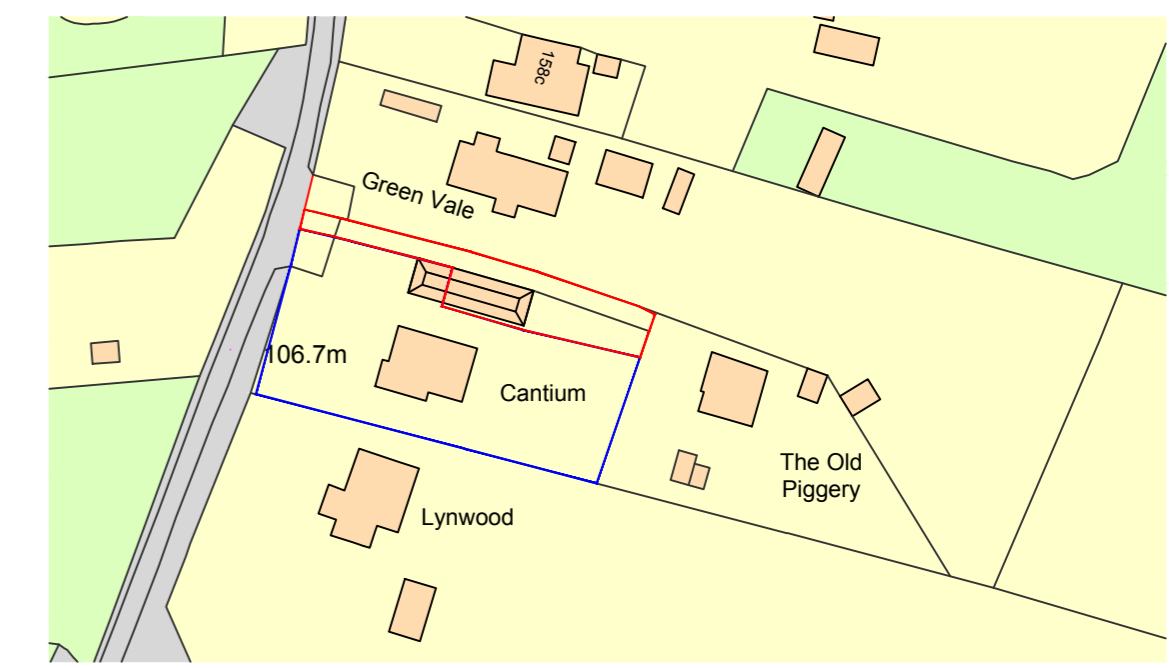 158c
Green Vale
106.7m
Cantium
The Old
Piggery
Lynwood